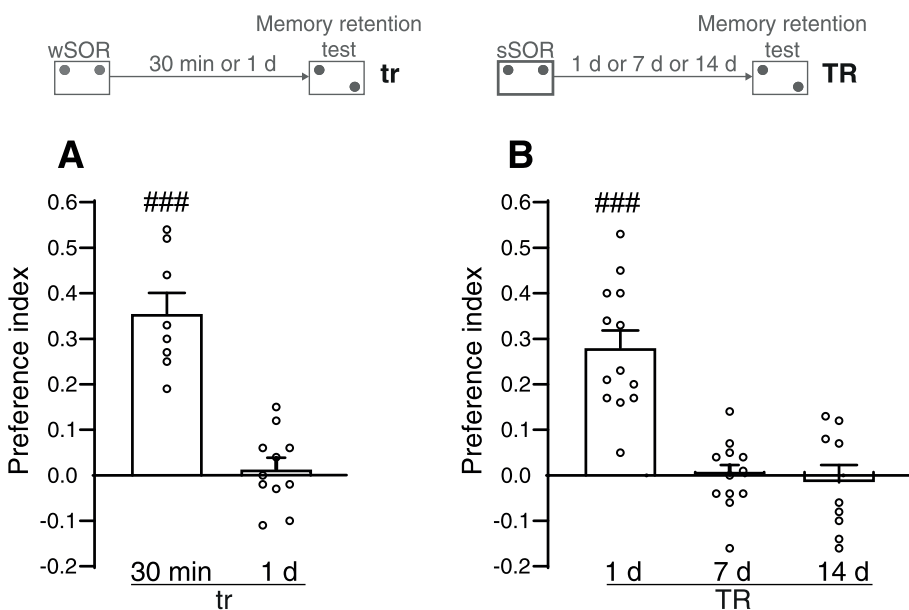 Memory retention
wSOR test
30 min or 1 d
tr
Memory retention
sSOR test
1 d or 7 d or 14 d
TR
A
###
Preference index
0.6
0.5
0.4
0.3
0.2
0.1
0.0
-0.1
-0.2
30 min 1 d
tr
B
###
Preference index
0.6
0.5
0.4
0.3
0.2
0.1
0.0
-0.1
-0.2
1 d 7 d 14 d
TR